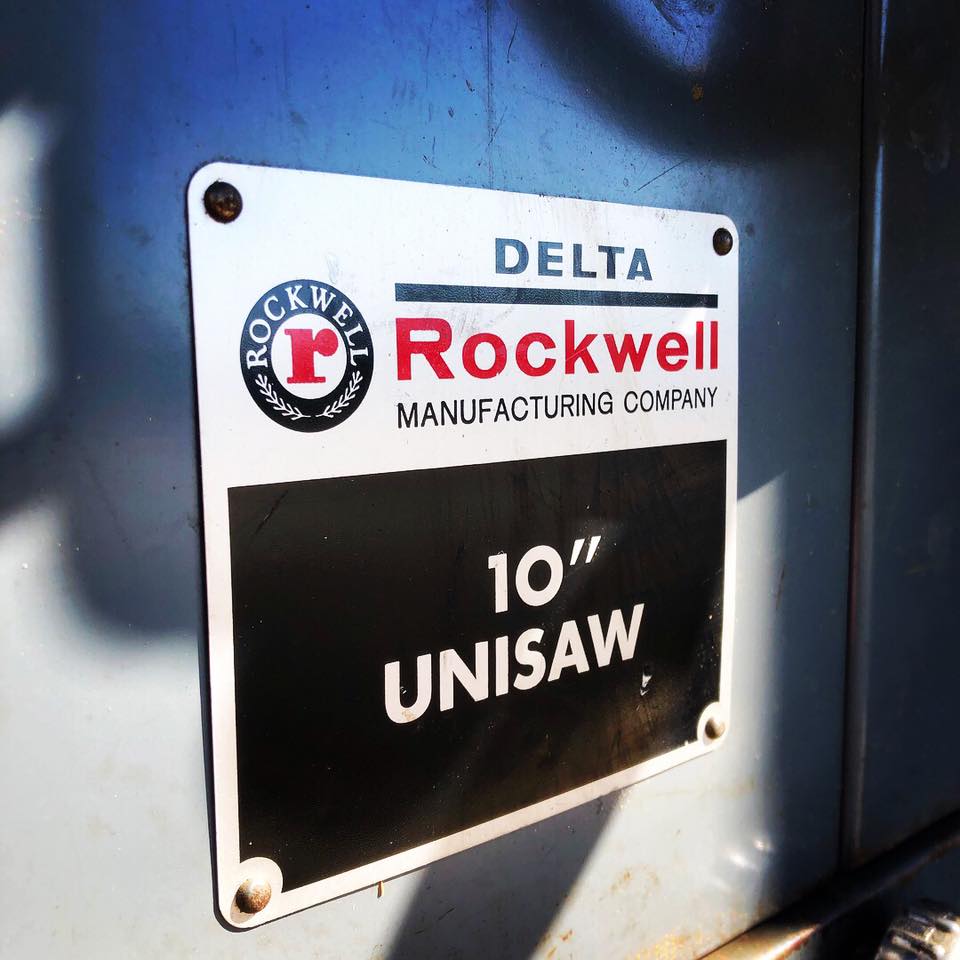 DELTA
ROCKWELL
r
Rockwell
MANUFACTURING COMPANY
10"
UNISAW